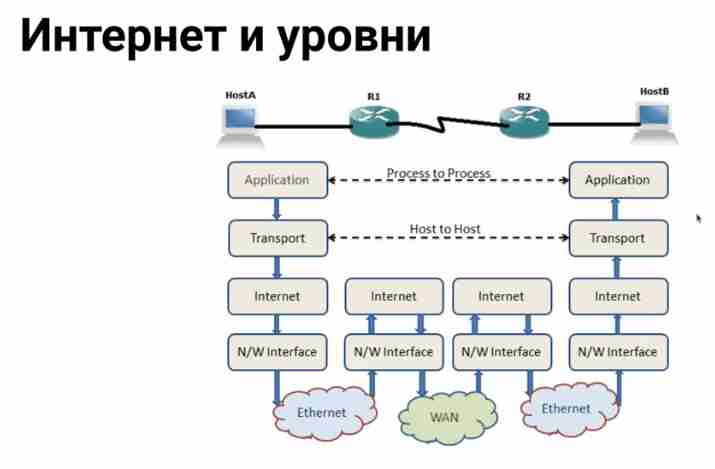 Интернет и уровни
HostA R1 R2 HostB
Application Process to Process Application
Transport Host to Host Transport
Internet Internet Internet Internet
N/W Interface N/W Interface N/W Interface N/W Interface
Ethernet WAN Ethernet